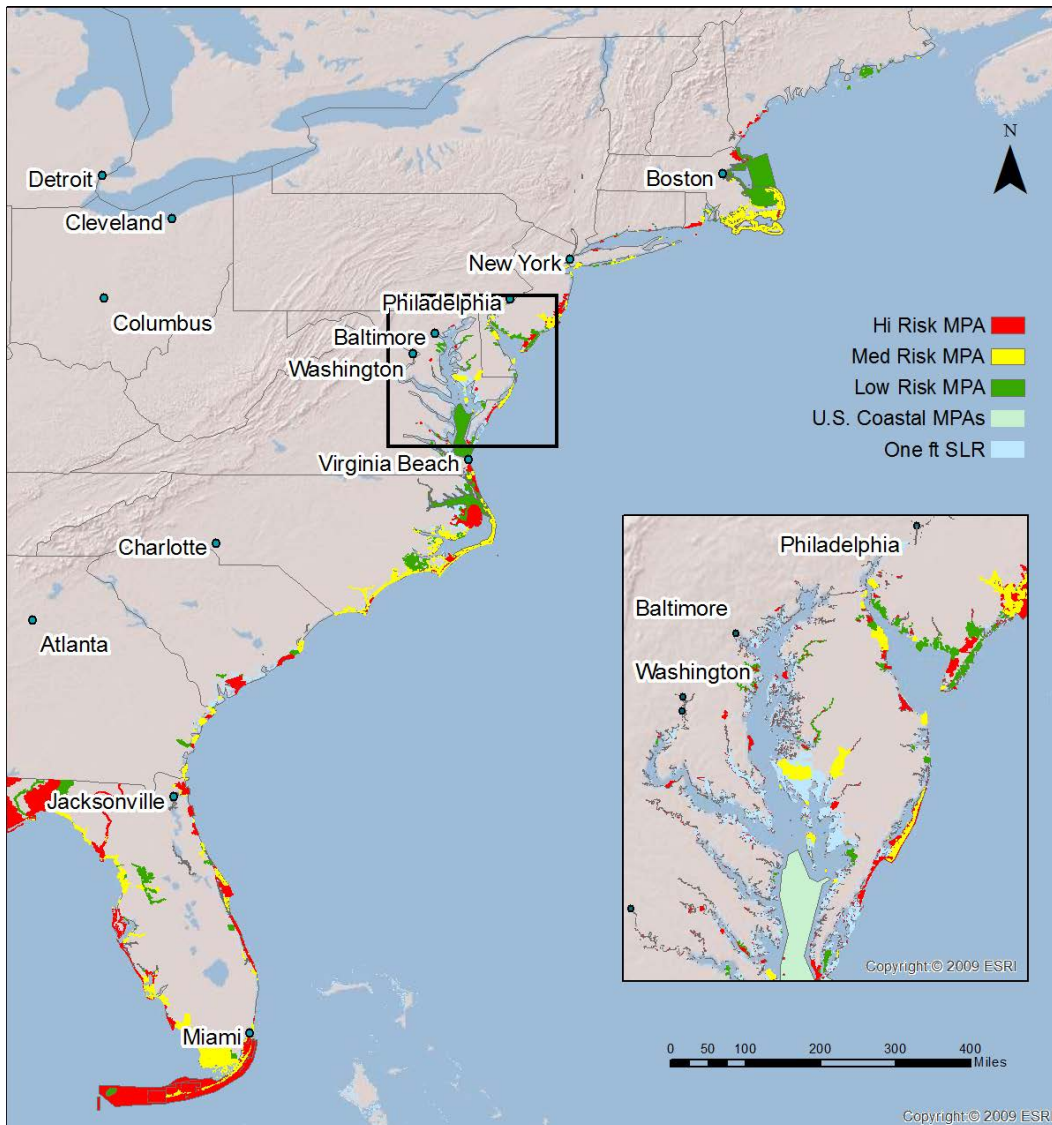 N
Detroit
Boston
Cleveland
New York
Columbus
Philadelphia
Baltimore
Washington
Hi Risk MPA
Med Risk MPA
Low Risk MPA
U.S. Coastal MPAs
One ft SLR
Virginia Beach
Charlotte
Atlanta
Jacksonville
Miami
Philadelphia
Baltimore
Washington
Copyright:© 2009 ESRI
0 50 100 200 300 400
Miles
Copyright:© 2009 ESRI